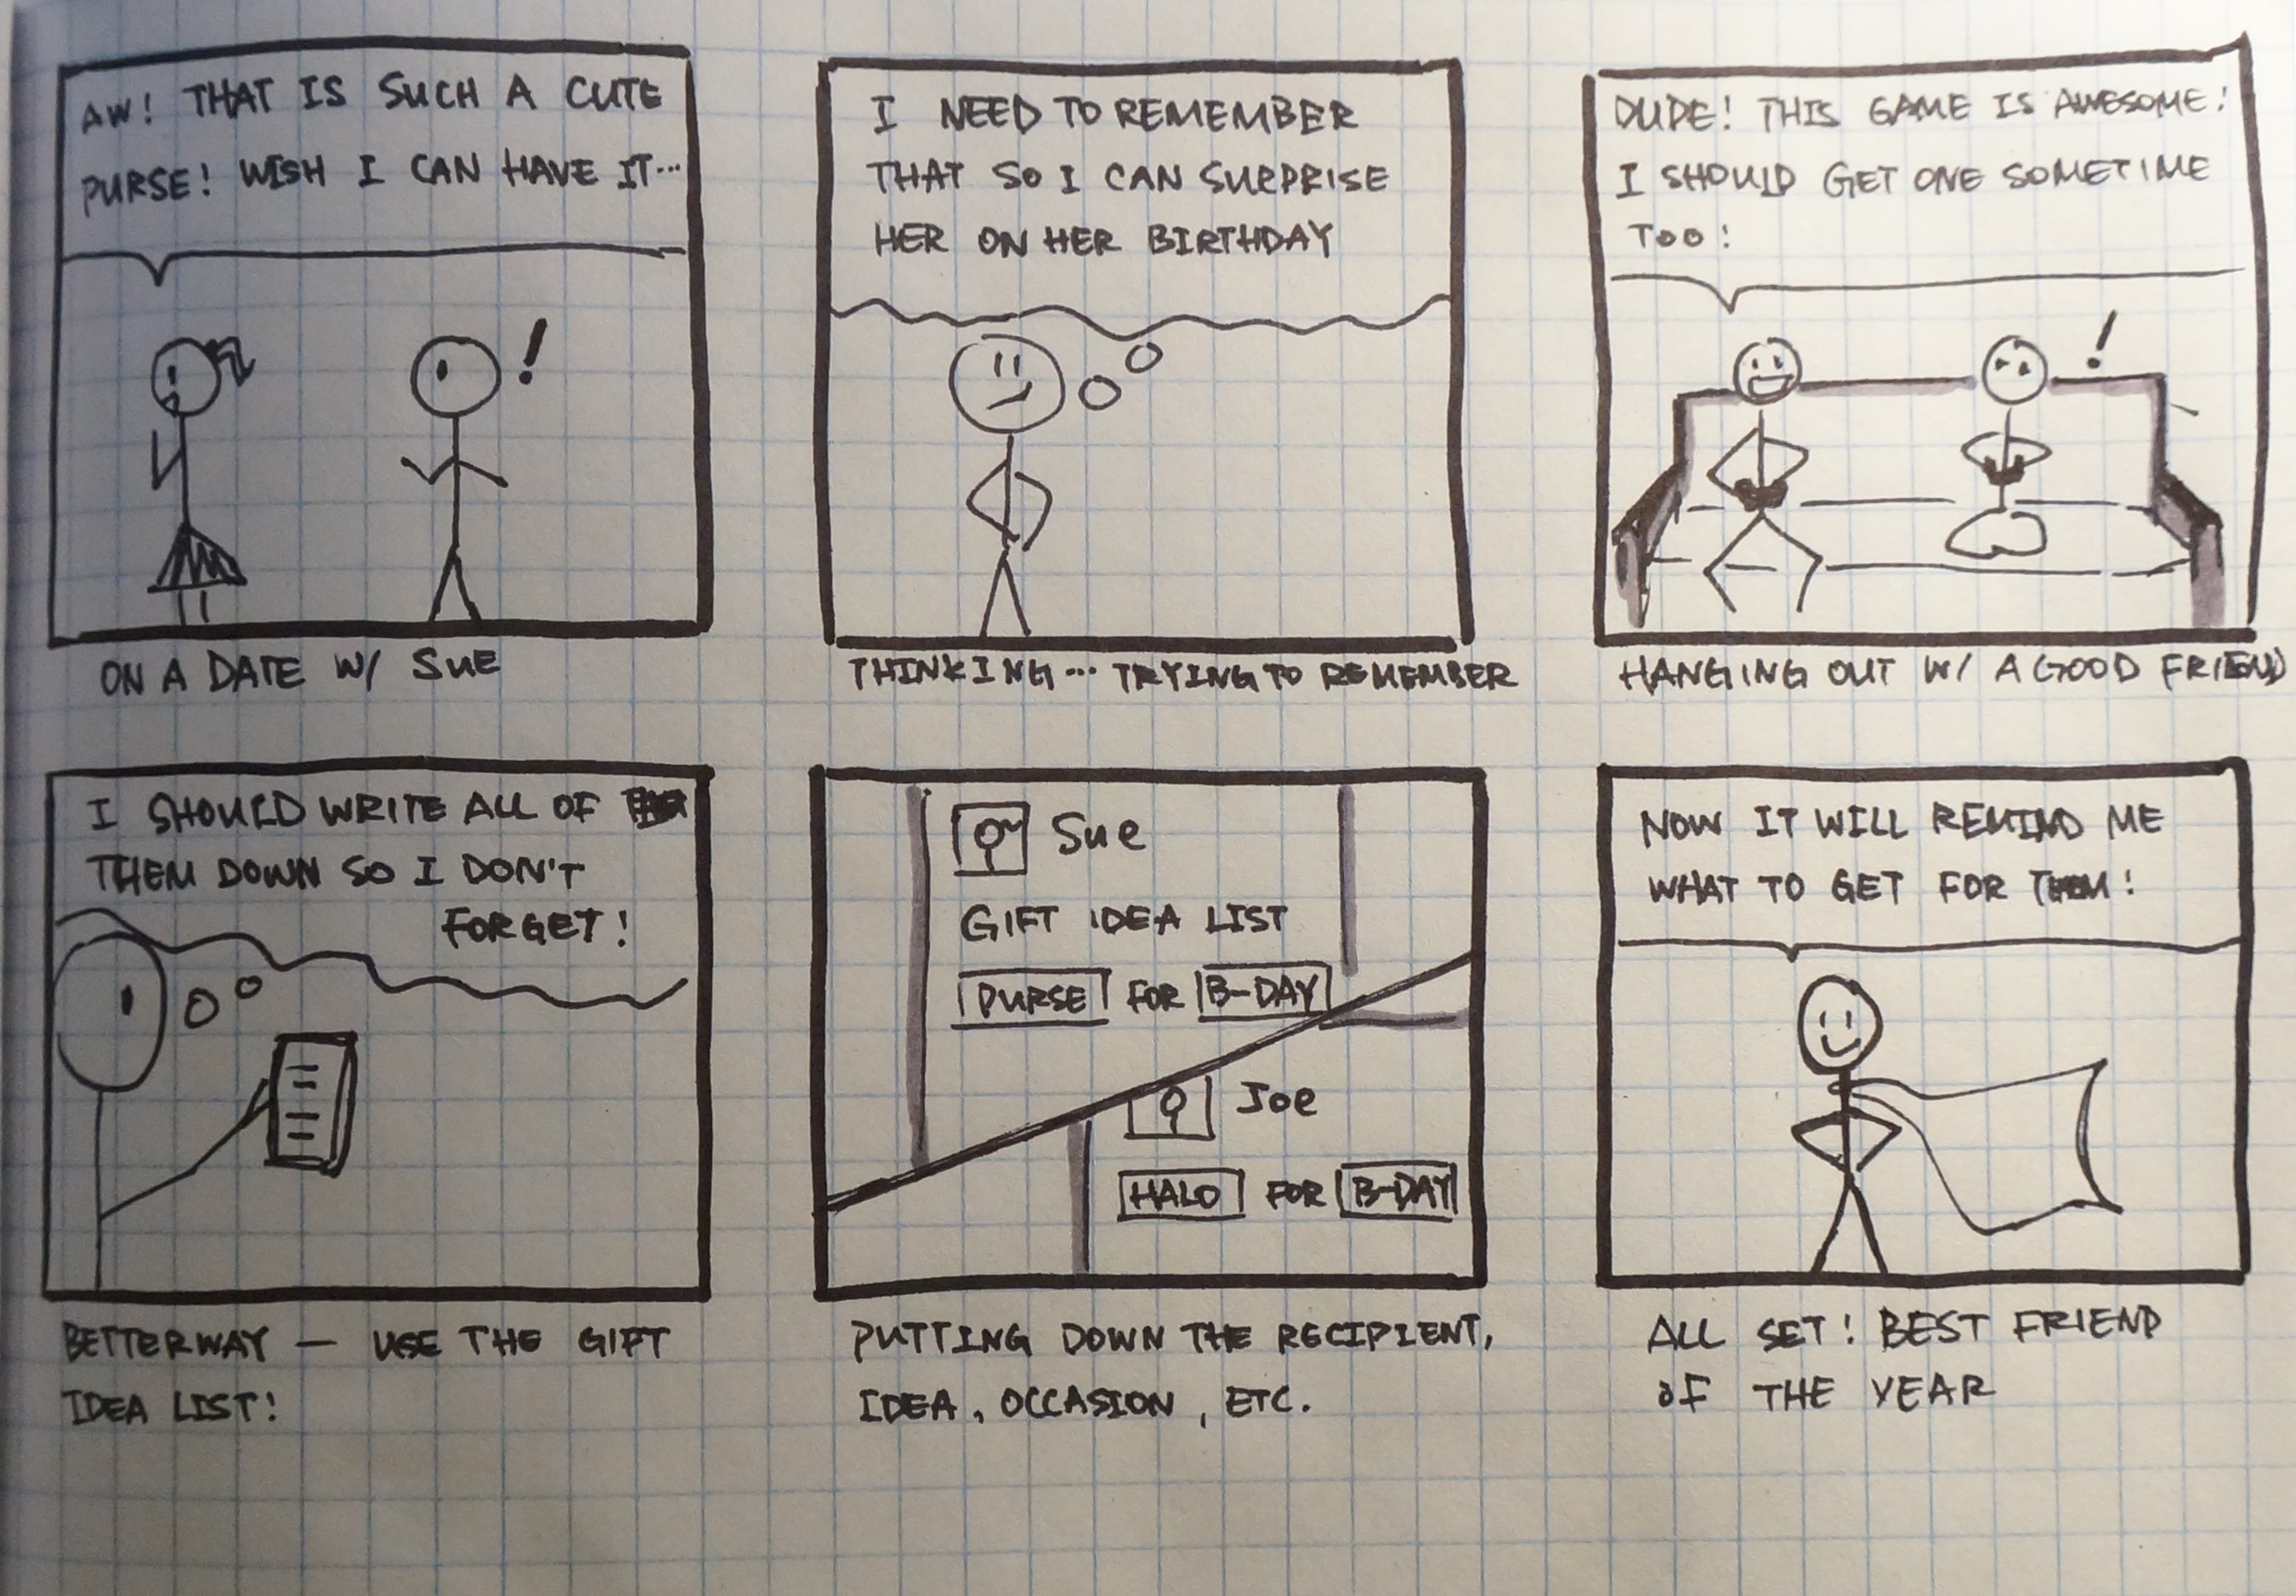 AW! THAT IS SUCH A CUTE
PURSE! WISH I CAN HAVE IT...
!
ON A DATE W/ SUE
I NEED TO REMEMBER
THAT SO I CAN SURPRISE
HER ON HER BIRTHDAY
THINKING... TRYING TO REMEMBER
DUDE! THIS GAME IS AWESOME!
I SHOULD GET ONE SOMETIME
TOO!
!
HANGING OUT W/ A GOOD FRIEND
I SHOULD WRITE ALL OF
THEM DOWN SO I DON'T
FORGET!
BETTER WAY — USE THE GIFT
IDEA LIST!
Sue
GIFT IDEA LIST
PURSE FOR B-DAY
Joe
HALO FOR B-DAY
PUTTING DOWN THE RECIPIENT,
IDEA, OCCASION, ETC.
NOW IT WILL REMIND ME
WHAT TO GET FOR THEM!
ALL SET! BEST FRIEND
OF THE YEAR